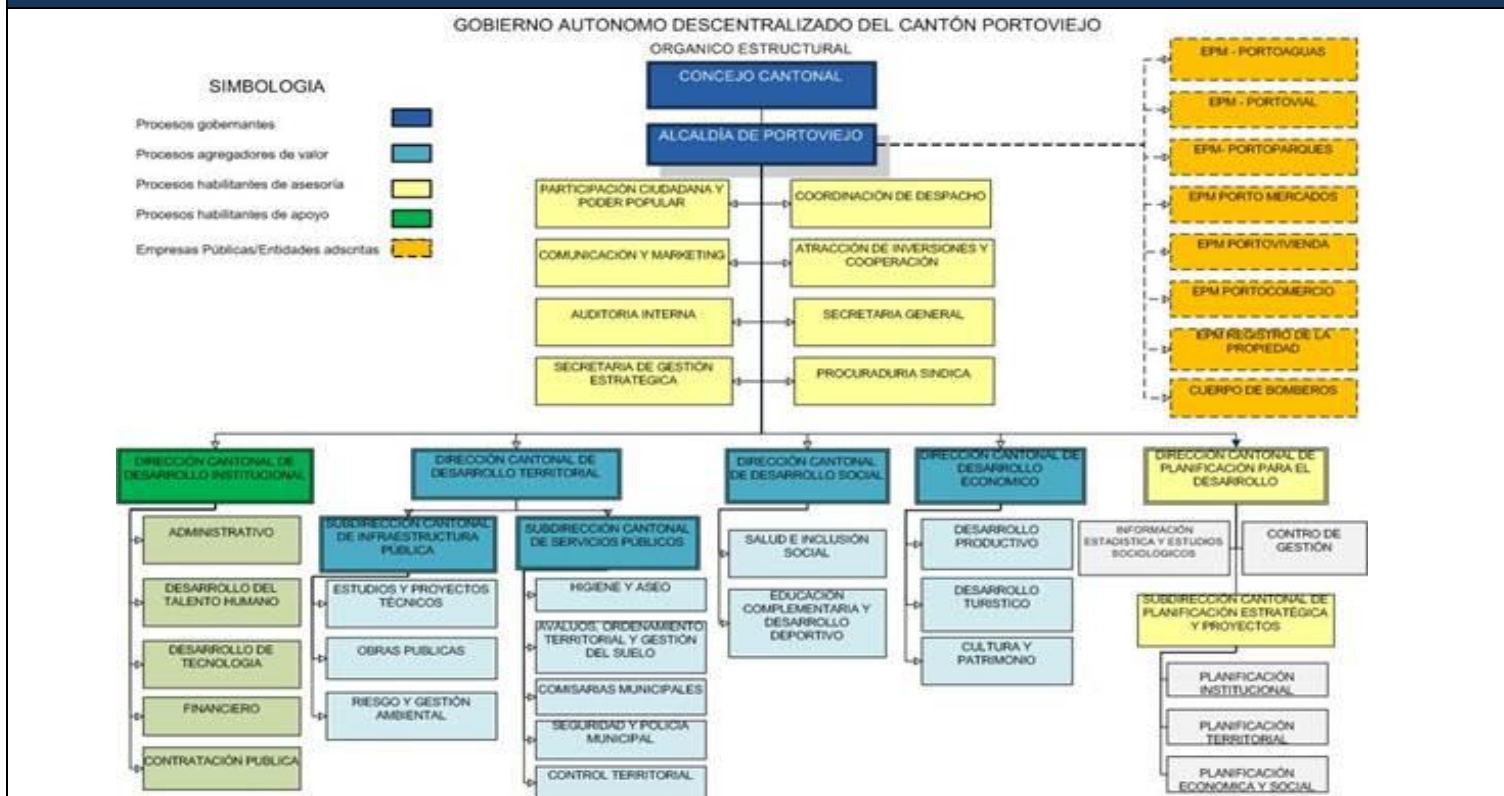 GOBIERNO AUTONOMO DESCENTRALIZADO DEL CANTÓN PORTOVIEJO
ORGANICO ESTRUCTURAL
SIMBOLOGIA
Procesos gobernantes
Procesos agregadores de valor
Procesos habilitantes de asesoría
Procesos habilitantes de apoyo
Empresas Públicas/Entidades adscritas
CONCEJO CANTONAL
ALCALDÍA DE PORTOVIEJO
PARTICIPACIÓN CIUDADANA Y
PODER POPULAR
COORDINACIÓN DE DESPACHO
COMUNICACIÓN Y MARKETING
ATRACCIÓN DE INVERSIONES Y
COOPERACIÓN
AUDITORIA INTERNA
SECRETARIA GENERAL
SECRETARIA DE GESTIÓN
ESTRATEGICA
PROCURADURIA SINDICA
EPM - PORTOAGUAS
EPM - PORTOVIAL
EPM- PORTOPARQUES
EPM PORTO MERCADOS
EPM PORTOVIVIENDA
EPM PORTOCOMERCIO
EPM REGISTRO DE LA
PROPIEDAD
CUERPO DE BOMBEROS
DIRECCIÓN CANTONAL DE
DESARROLLO INSTITUCIONAL
ADMINISTRATIVO
DESARROLLO DEL
TALENTO HUMANO
DESARROLLO DE
TECNOLOGIA
FINANCIERO
CONTRATACIÓN PUBLICA
DIRECCIÓN CANTONAL DE
DESARROLLO TERRITORIAL
SUBDIRECCIÓN CANTONAL
DE INFRAESTRUCTURA
PÚBLICA
ESTUDIOS Y PROYECTOS
TÉCNICOS
OBRAS PUBLICAS
RIESGO Y GESTIÓN
AMBIENTAL
SUBDIRECCIÓN CANTONAL
DE SERVICIOS PÚBLICOS
HIGIENE Y ASEO
AVALUOS, ORDENAMIENTO
TERRITORIAL Y GESTIÓN
DEL SUELO
COMISARIAS MUNICIPALES
SEGURIDAD Y POLICIA
MUNICIPAL
CONTROL TERRITORIAL
DIRECCIÓN CANTONAL
DE DESARROLLO SOCIAL
SALUD E INCLUSIÓN
SOCIAL
EDUCACIÓN
COMPLEMENTARIA Y
DESARROLLO
DEPORTIVO
DIRECCIÓN CANTONAL DE
DESARROLLO
ECONOMICO
DESARROLLO
PRODUCTIVO
DESARROLLO
TURISTICO
CULTURA Y
PATRIMONIO
DIRECCIÓN CANTONAL DE
PLANIFICACIÓN PARA EL
DESARROLLO
INFORMACIÓN
ESTADISTICA Y ESTUDIOS
SOCIOLOGICOS
CONTRO DE
GESTIÓN
SUBDIRECCIÓN CANTONAL DE
PLANIFICACIÓN ESTRATÉGICA
Y PROYECTOS
PLANIFICACIÓN
INSTITUCIONAL
PLANIFICACIÓN
TERRITORIAL
PLANIFICACIÓN
ECONOMICA Y SOCIAL